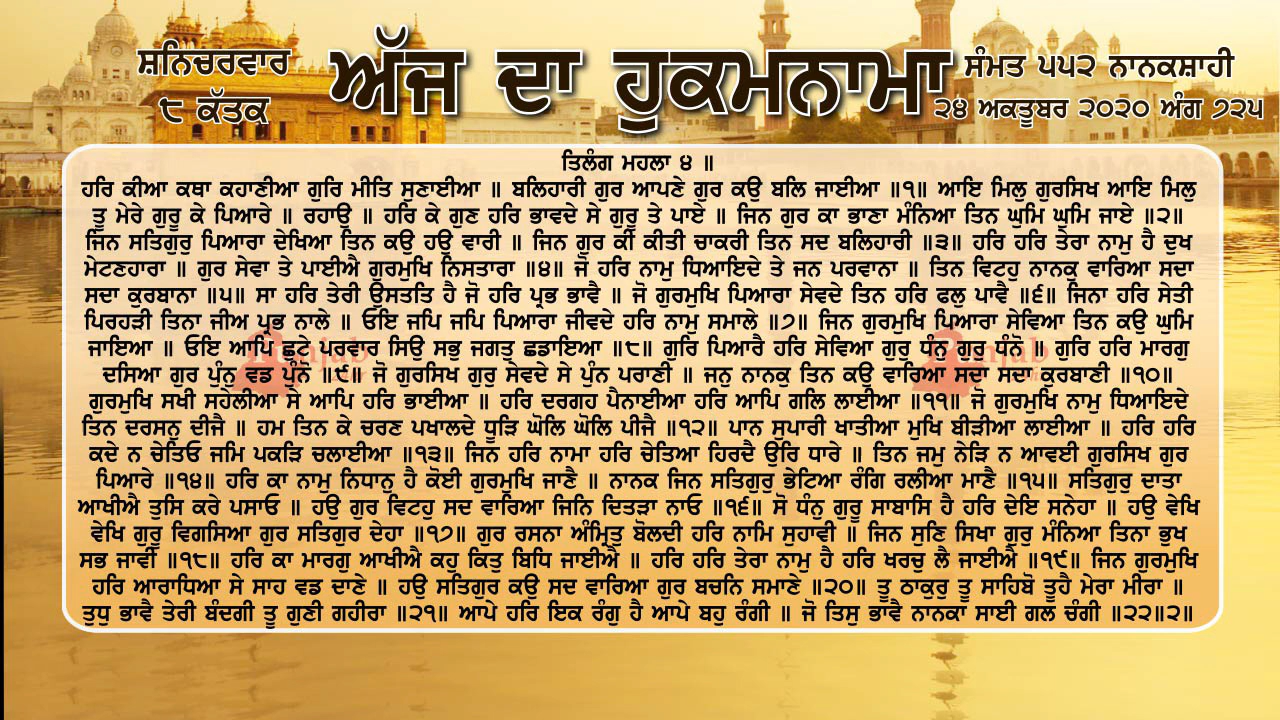 ਸ਼ਨਿਚਰਵਾਰ
੮ ਕੱਤਕ
ਅੱਜ ਦਾ ਹੁਕਮਨਾਮਾ
ਸੰਮਤ ੫੫੨ ਨਾਨਕਸ਼ਾਹੀ
੨੪ ਅਕਤੂਬਰ ੨੦੨੦ ਅੰਗ ੭੨੫
ਤਿਲੰਗ ਮਹਲਾ ੪ ॥
ਹਰਿ ਕੀਆ ਕਥਾ ਕਹਾਣੀਆ ਗੁਰਿ ਮੀਤਿ ਸੁਣਾਈਆ ॥ ਬਲਿਹਾਰੀ ਗੁਰ ਆਪਣੇ ਗੁਰ ਕਉ ਬਲਿ ਜਾਈਆ ॥੧॥ ਆਇ ਮਿਲੁ ਗੁਰਸਿਖ ਆਇ ਮਿਲੁ
ਤੂ ਮੇਰੇ ਗੁਰੂ ਕੇ ਪਿਆਰੇ ॥ ਰਹਾਉ ॥ ਹਰਿ ਕੇ ਗੁਣ ਹਰਿ ਭਾਵਦੇ ਸੇ ਗੁਰੂ ਤੇ ਪਾਏ ॥ ਜਿਨ ਗੁਰ ਕਾ ਭਾਣਾ ਮੰਨਿਆ ਤਿਨ ਘੁਮਿ ਘੁਮਿ ਜਾਏ ॥੨॥
ਜਿਨ ਸਤਿਗੁਰੁ ਪਿਆਰਾ ਦੇਖਿਆ ਤਿਨ ਕਉ ਹਉ ਵਾਰੀ ॥ ਜਿਨ ਗੁਰ ਕੀ ਕੀਤੀ ਚਾਕਰੀ ਤਿਨ ਸਦ ਬਲਿਹਾਰੀ ॥੩॥ ਹਰਿ ਹਰਿ ਤੇਰਾ ਨਾਮੁ ਹੈ ਦੁਖ
ਮੇਟਣਹਾਰਾ ॥ ਗੁਰ ਸੇਵਾ ਤੇ ਪਾਈਐ ਗੁਰਮੁਖਿ ਨਿਸਤਾਰਾ ॥੪॥ ਜੋ ਹਰਿ ਨਾਮੁ ਧਿਆਇਦੇ ਤੇ ਜਨ ਪਰਵਾਨਾ ॥ ਤਿਨ ਵਿਟਹੁ ਨਾਨਕੁ ਵਾਰਿਆ ਸਦਾ
ਸਦਾ ਕੁਰਬਾਨਾ ॥੫॥ ਸਾ ਹਰਿ ਤੇਰੀ ਉਸਤਤਿ ਹੈ ਜੋ ਹਰਿ ਪ੍ਰਭ ਭਾਵੈ ॥ ਜੋ ਗੁਰਮੁਖਿ ਪਿਆਰਾ ਸੇਵਦੇ ਤਿਨ ਹਰਿ ਫਲੁ ਪਾਵੈ ॥੬॥ ਜਿਨਾ ਹਰਿ ਸੇਤੀ
ਪਿਰਹੜੀ ਤਿਨਾ ਜੀਅ ਪ੍ਰਭ ਨਾਲੇ ॥ ਓਇ ਜਪਿ ਜਪਿ ਪਿਆਰਾ ਜੀਵਦੇ ਹਰਿ ਨਾਮੁ ਸਮਾਲੇ ॥੭॥ ਜਿਨ ਗੁਰਮੁਖਿ ਪਿਆਰਾ ਸੇਵਿਆ ਤਿਨ ਕਉ ਘੁਮਿ
ਜਾਇਆ ॥ ਓਇ ਆਪਿ ਛੁਟੇ ਪਰਵਾਰ ਸਿਉ ਸਭੁ ਜਗਤੁ ਛਡਾਇਆ ॥੮॥ ਗੁਰਿ ਪਿਆਰੈ ਹਰਿ ਸੇਵਿਆ ਗੁਰੁ ਧੰਨੁ ਗੁਰੁ ਧੰਨੋ ॥ ਗੁਰਿ ਹਰਿ ਮਾਰਗੁ
ਦਸਿਆ ਗੁਰ ਪੁੰਨੁ ਵਡ ਪੁੰਨੋ ॥੯॥ ਜੋ ਗੁਰਸਿਖ ਗੁਰੁ ਸੇਵਦੇ ਸੇ ਪੁੰਨ ਪਰਾਣੀ ॥ ਜਨੁ ਨਾਨਕੁ ਤਿਨ ਕਉ ਵਾਰਿਆ ਸਦਾ ਸਦਾ ਕੁਰਬਾਣੀ ॥੧੦॥
ਗੁਰਮੁਖਿ ਸਖੀ ਸਹੇਲੀਆ ਸੇ ਆਪਿ ਹਰਿ ਭਾਈਆ ॥ ਹਰਿ ਦਰਗਹ ਪੈਨਾਈਆ ਹਰਿ ਆਪਿ ਗਲਿ ਲਾਈਆ ॥੧੧॥ ਜੋ ਗੁਰਮੁਖਿ ਨਾਮੁ ਧਿਆਇਦੇ
ਤਿਨ ਦਰਸਨੁ ਦੀਜੈ ॥ ਹਮ ਤਿਨ ਕੇ ਚਰਣ ਪਖਾਲਦੇ ਧੂੜਿ ਘੋਲਿ ਘੋਲਿ ਪੀਜੈ ॥੧੨॥ ਪਾਨ ਸੁਪਾਰੀ ਖਾਤੀਆ ਮੁਖਿ ਬੀੜੀਆ ਲਾਈਆ ॥ ਹਰਿ ਹਰਿ
ਕਦੇ ਨ ਚੇਤਿਓ ਜਮਿ ਪਕੜਿ ਚਲਾਈਆ ॥੧੩॥ ਜਿਨ ਹਰਿ ਨਾਮਾ ਹਰਿ ਚੇਤਿਆ ਹਿਰਦੈ ਉਰਿ ਧਾਰੇ ॥ ਤਿਨ ਜਮੁ ਨੇੜਿ ਨ ਆਵਈ ਗੁਰਸਿਖ ਗੁਰ
ਪਿਆਰੇ ॥੧੪॥ ਹਰਿ ਕਾ ਨਾਮੁ ਨਿਧਾਨੁ ਹੈ ਕੋਈ ਗੁਰਮੁਖਿ ਜਾਣੈ ॥ ਨਾਨਕ ਜਿਨ ਸਤਿਗੁਰੁ ਭੇਟਿਆ ਰੰਗਿ ਰਲੀਆ ਮਾਣੈ ॥੧੫॥ ਸਤਿਗੁਰੁ ਦਾਤਾ
ਆਖੀਐ ਤੁਸਿ ਕਰੇ ਪਸਾਓ ॥ ਹਉ ਗੁਰ ਵਿਟਹੁ ਸਦ ਵਾਰਿਆ ਜਿਨਿ ਦਿਤੜਾ ਨਾਓ ॥੧੬॥ ਸੋ ਧੰਨੁ ਗੁਰੂ ਸਾਬਾਸਿ ਹੈ ਹਰਿ ਦੇਇ ਸਨੇਹਾ ॥ ਹਉ ਵੇਖਿ
ਵੇਖਿ ਗੁਰੂ ਵਿਗਸਿਆ ਗੁਰ ਸਤਿਗੁਰ ਦੇਹਾ ॥੧੭॥ ਗੁਰ ਰਸਨਾ ਅੰਮ੍ਰਿਤੁ ਬੋਲਦੀ ਹਰਿ ਨਾਮਿ ਸੁਹਾਵੀ ॥ ਜਿਨ ਸੁਣਿ ਸਿਖਾ ਗੁਰੁ ਮੰਨਿਆ ਤਿਨਾ ਭੁਖ
ਸਭ ਜਾਵੀ ॥੧੮॥ ਹਰਿ ਕਾ ਮਾਰਗੁ ਆਖੀਐ ਕਹੁ ਕਿਤੁ ਬਿਧਿ ਜਾਈਐ ॥ ਹਰਿ ਹਰਿ ਤੇਰਾ ਨਾਮੁ ਹੈ ਹਰਿ ਖਰਚੁ ਲੈ ਜਾਈਐ ॥੧੯॥ ਜਿਨ ਗੁਰਮੁਖਿ
ਹਰਿ ਆਰਾਧਿਆ ਸੇ ਸਾਹ ਵਡ ਦਾਣੇ ॥ ਹਉ ਸਤਿਗੁਰ ਕਉ ਸਦ ਵਾਰਿਆ ਗੁਰ ਬਚਨਿ ਸਮਾਣੇ ॥੨੦॥ ਤੂ ਠਾਕੁਰੁ ਤੂ ਸਾਹਿਬੋ ਤੂਹੈ ਮੇਰਾ ਮੀਰਾ ॥
ਤੁਧੁ ਭਾਵੈ ਤੇਰੀ ਬੰਦਗੀ ਤੂ ਗੁਣੀ ਗਹੀਰਾ ॥੨੧॥ ਆਪੇ ਹਰਿ ਇਕ ਰੰਗੁ ਹੈ ਆਪੇ ਬਹੁ ਰੰਗੀ ॥ ਜੋ ਤਿਸੁ ਭਾਵੈ ਨਾਨਕਾ ਸਾਈ ਗਲ ਚੰਗੀ ॥੨੨॥੨॥